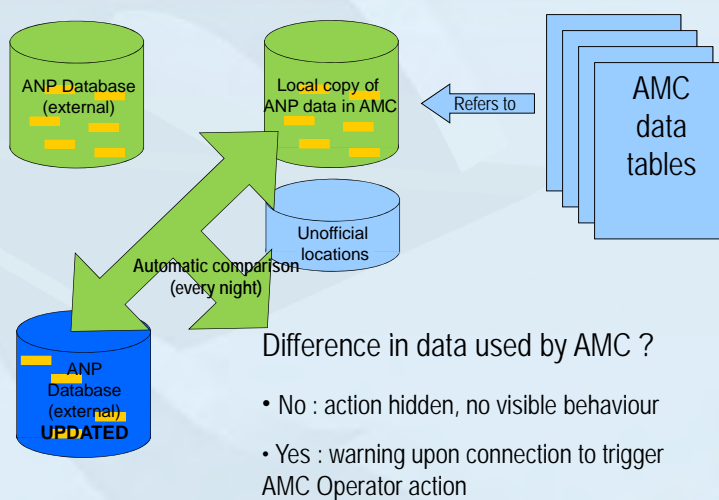 ANP Database
(external)
Local copy of
ANP data in AMC
Refers to
AMC
data
tables
Unofficial
locations
Automatic comparison
(every night)
ANP
Database
(external)
UPDATED
Difference in data used by AMC ?
• No : action hidden, no visible behaviour
• Yes : warning upon connection to trigger
AMC Operator action